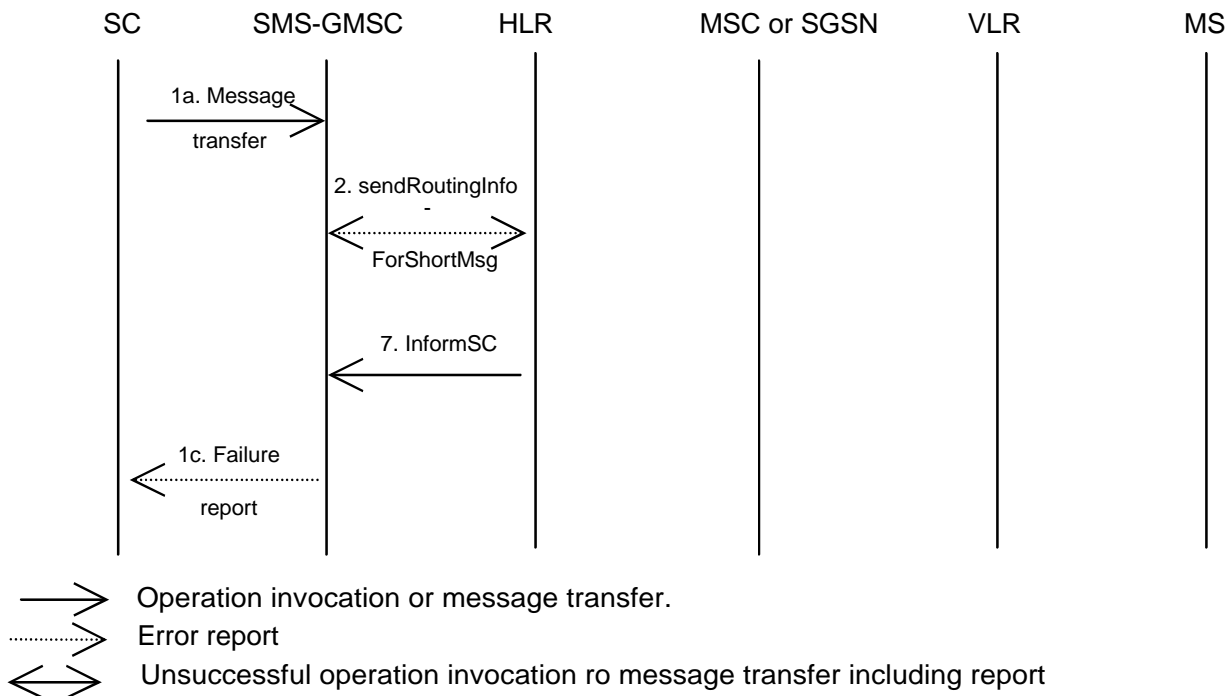 SC SMS-GMSC HLR MSC or SGSN VLR MS
1a. Message
transfer
2. sendRoutingInfo
-
ForShortMsg
7. InformSC
1c. Failure
report
Operation invocation or message transfer.
Error report
Unsuccessful operation invocation ro message transfer including report